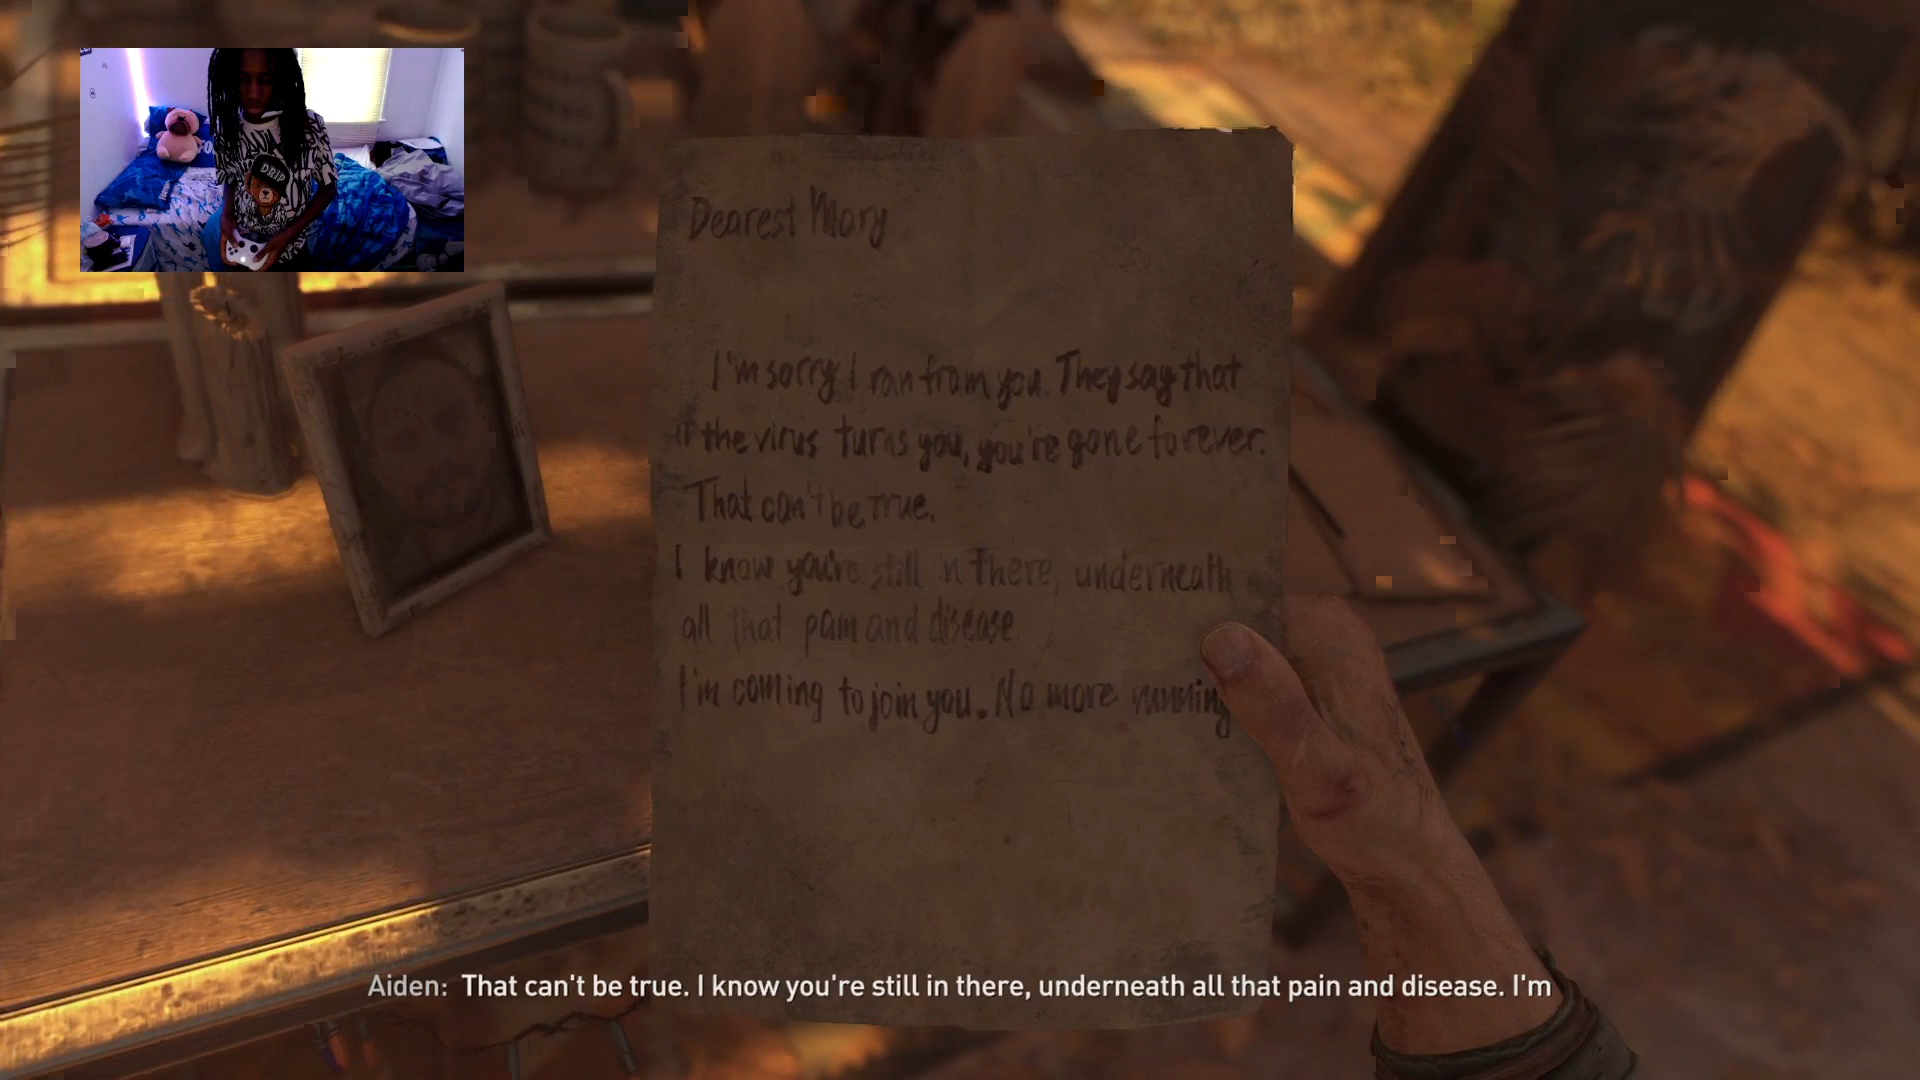 DRIP
Dearest Mary
I'm sorry I ran from you. They say that
if the virus turns you, you're gone forever.
That can't be true.
I know you're still in there, underneath
all that pain and disease.
I'm coming to join you. No more running
Aiden: That can't be true. I know you're still in there, underneath all that pain and disease. I'm